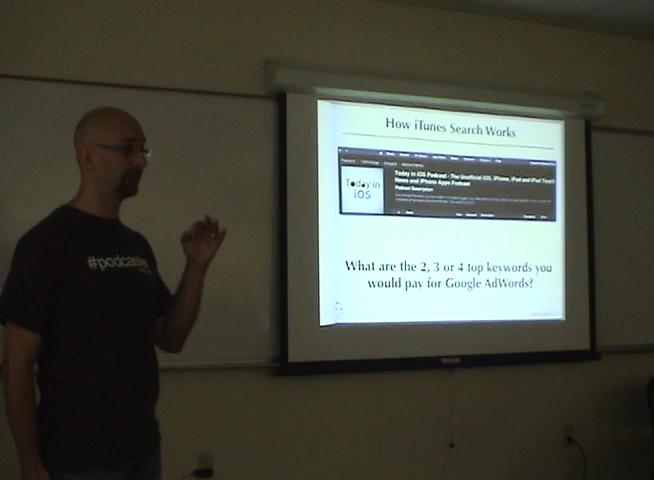 How iTunes Search Works
Today in iOS Podcast - The Unofficial iOS, iPhone, iPad and iPod Touch
News and iPhone Apps Podcast
Podcast Description
Today in
iOS
#podcaster
What are the 2, 3 or 4 top keywords you
would pay for Google AdWords?